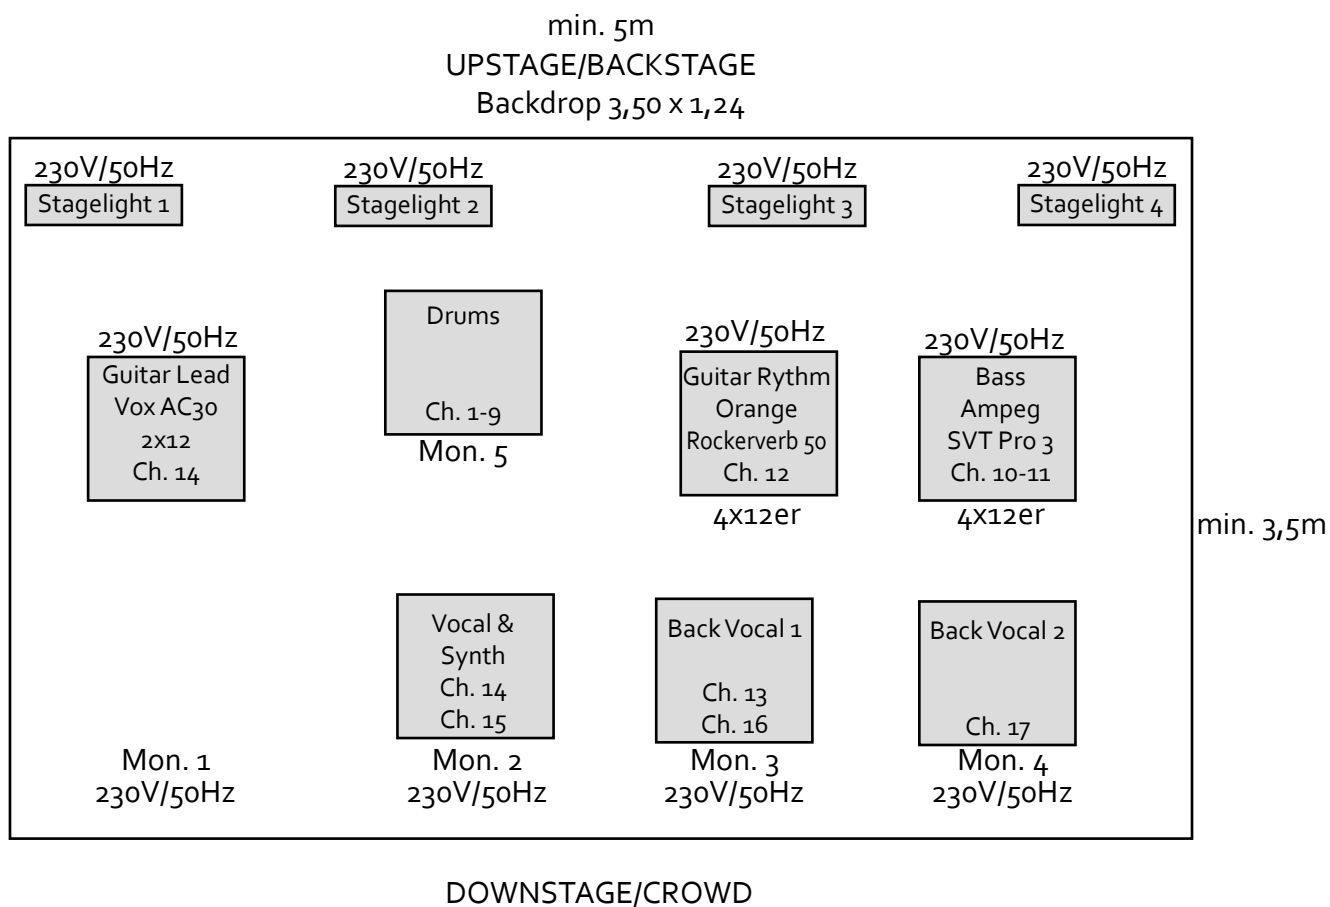 min. 5m
UPSTAGE/BACKSTAGE
Backdrop 3,50 x 1,24
230V/50Hz
Stagelight 1
230V/50Hz
Stagelight 2
230V/50Hz
Stagelight 3
230V/50Hz
Stagelight 4
230V/50Hz
Guitar Lead
Vox AC30
2x12
Ch. 14
Drums
Ch. 1-9
Mon. 5
230V/50Hz
Guitar Rythm
Orange
Rockerverb 50
Ch. 12
4x12er
230V/50Hz
Bass
Ampeg
SVT Pro 3
Ch. 10-11
4x12er
min. 3,5m
Mon. 1
230V/50Hz
Vocal &
Synth
Ch. 14
Ch. 15
Mon. 2
230V/50Hz
Back Vocal 1
Ch. 13
Ch. 16
Mon. 3
230V/50Hz
Back Vocal 2
Ch. 17
Mon. 4
230V/50Hz
DOWNSTAGE/CROWD